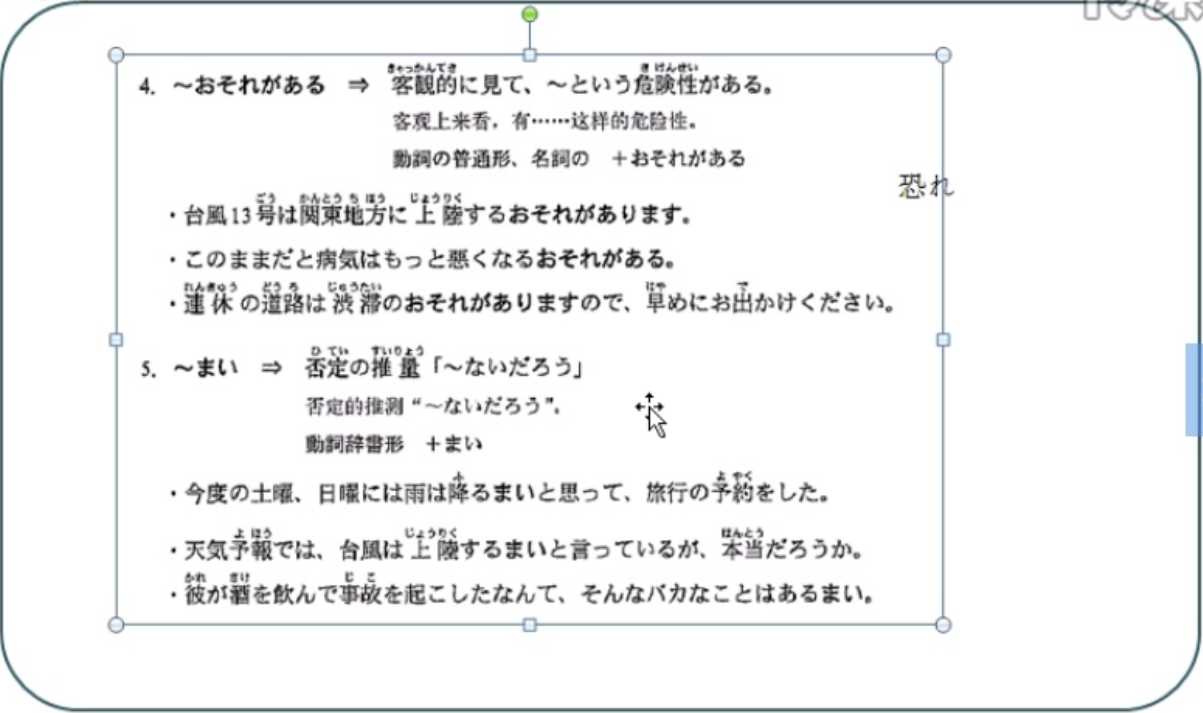 4. ～おそれがある ⇒ 客観的に見て、～という危険性がある。
客观上来看，有……这样的危险性。
動詞の普通形、名詞の ＋おそれがある
恐れ
・台風13号は関東地方に上陸するおそれがあります。
・このままだと病気はもっと悪くなるおそれがある。
・連休の道路は渋滞のおそれがありますので、早めにお出かけください。
5. ～まい ⇒ 否定の推量「～ないだろう」
否定的推测“～ないだろう”。
動詞辞書形 ＋まい
・今度の土曜、日曜には雨は降るまいと思って、旅行の予約をした。
・天気予報では、台風は上陸するまいと言っているが、本当だろうか。
・彼が酒を飲んで事故を起こしたなんて、そんなバカなことはあるまい。